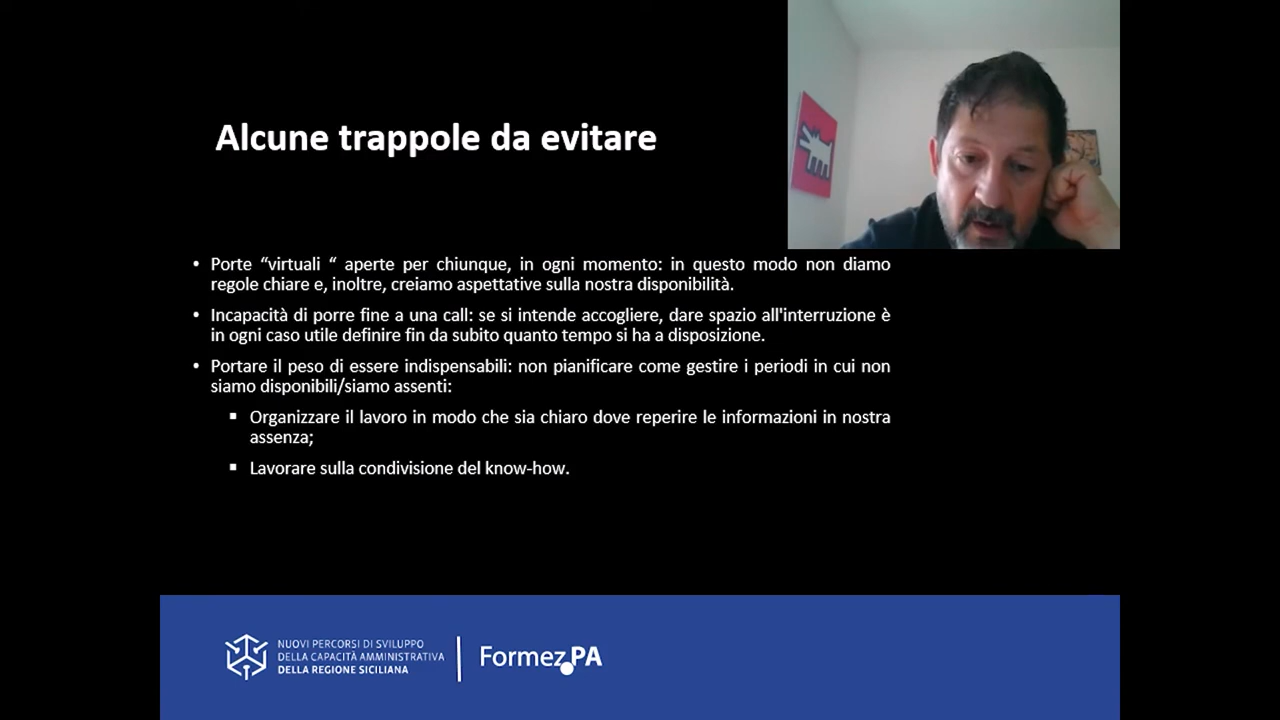 Alcune trappole da evitare
• Porte “virtuali “ aperte per chiunque, in ogni momento: in questo modo non diamo
regole chiare e, inoltre, creiamo aspettative sulla nostra disponibilità.
• Incapacità di porre fine a una call: se si intende accogliere, dare spazio all'interruzione è
in ogni caso utile definire fin da subito quanto tempo si ha a disposizione.
• Portare il peso di essere indispensabili: non pianificare come gestire i periodi in cui non
siamo disponibili/siamo assenti:
▪ Organizzare il lavoro in modo che sia chiaro dove reperire le informazioni in nostra
assenza;
▪ Lavorare sulla condivisione del know-how.
NUOVI PERCORSI DI SVILUPPO
DELLA CAPACITÀ AMMINISTRATIVA
DELLA REGIONE SICILIANA
Formez PA